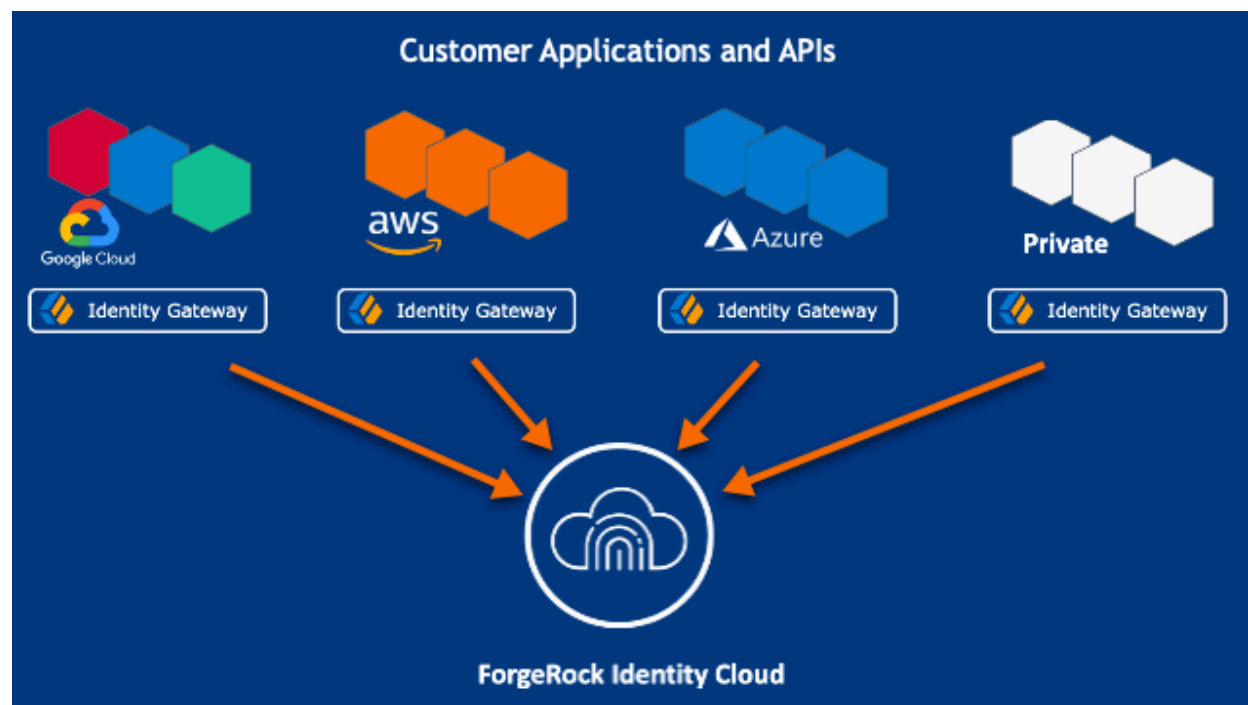 Customer Applications and APIs
Google Cloud
aws
Azure
Private
Identity Gateway
Identity Gateway
Identity Gateway
Identity Gateway
ForgeRock Identity Cloud